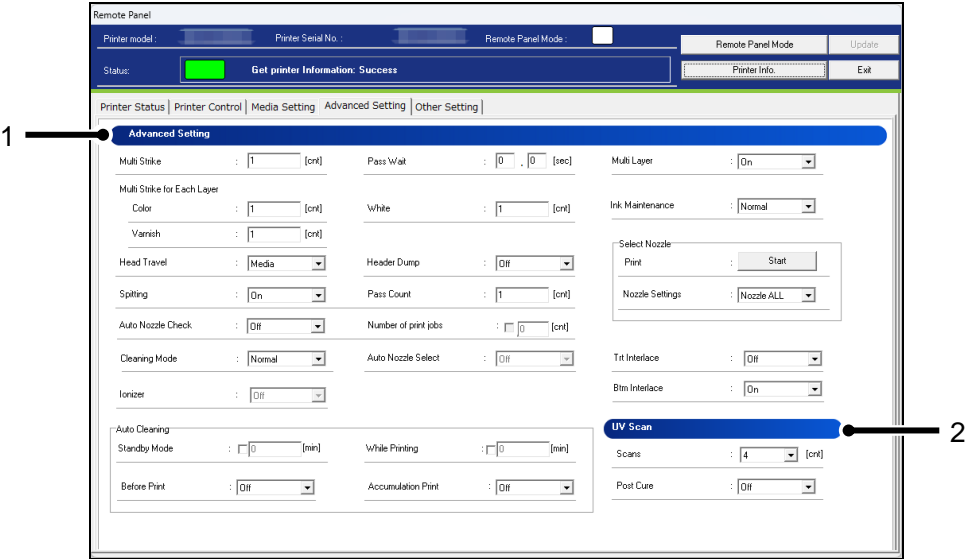 Remote Panel
Printer model : Printer Serial No. : Remote Panel Mode : Remote Panel Mode Update
Status: Get printer Information: Success Printer Info. Exit
Printer Status Printer Control Media Setting Advanced Setting Other Setting
1 Advanced Setting
Multi Strike : 1 [cnt] Pass Wait : 0 . 0 [sec] Multi Layer : On
Multi Strike for Each Layer
Color : 1 [cnt] White : 1 [cnt] Ink Maintenance : Normal
Varnish : 1 [cnt]
Select Nozzle
Head Travel : Media Header Dump : Off Print : Start
Spitting : On Pass Count : 1 [cnt] Nozzle Settings : Nozzle ALL
Auto Nozzle Check : Off Number of print jobs : 0 [cnt]
Cleaning Mode : Normal Auto Nozzle Select : Off Trt Interlace : Off
Ionizer : Off Btm Interlace : On
Auto Cleaning UV Scan 2
Standby Mode : 0 [min] While Printing : 0 [min] Scans : 4 [cnt]
Before Print : Off Accumulation Print : Off Post Cure : Off